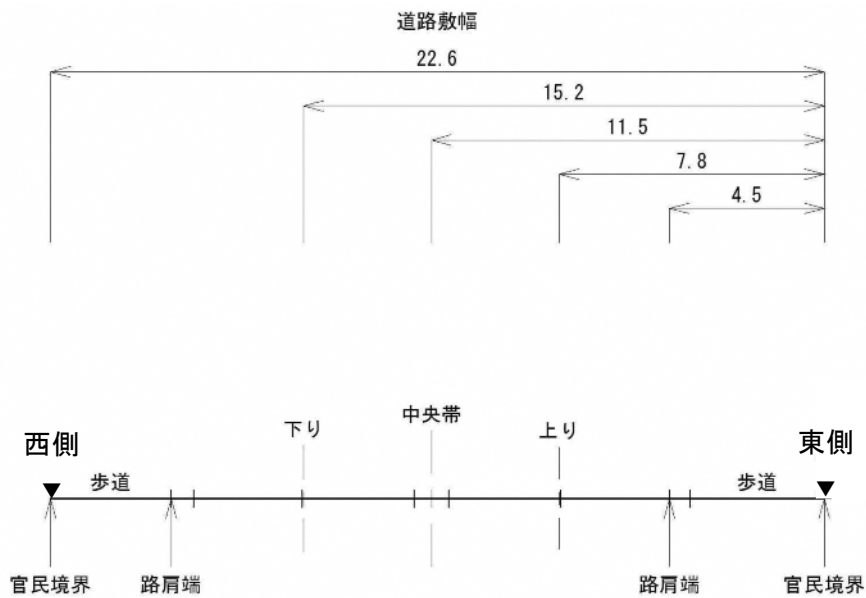 道路敷幅
22.6
15.2
11.5
7.8
4.5
西側
歩道
下り
中央帯
上り
歩道
東側
官民境界
路肩端
路肩端
官民境界